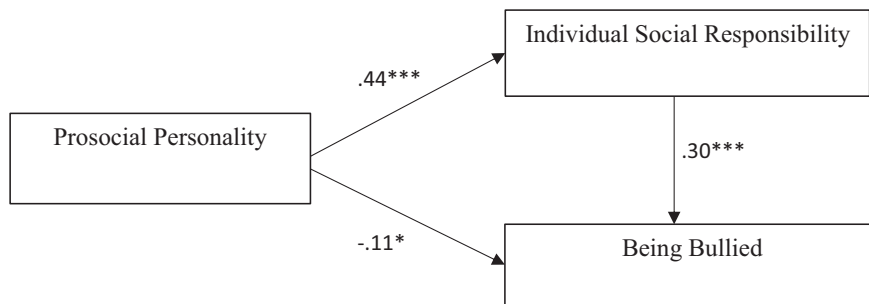 Individual Social Responsibility
.44***
Prosocial Personality
.30***
-.11*
Being Bullied